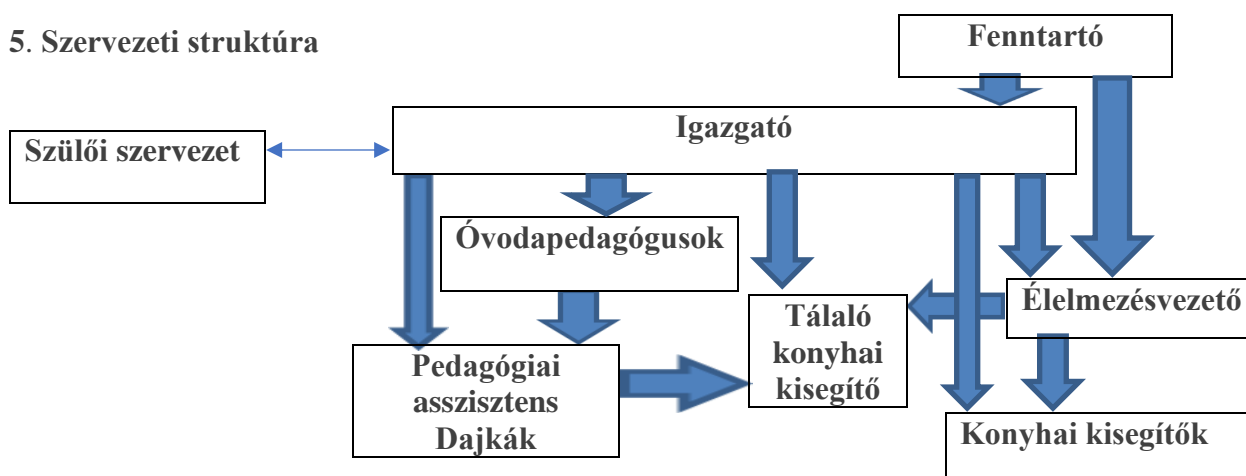 5. Szervezeti struktúra
Fenntartó
Igazgató
Szülői szervezet
Óvodapedagógusok
Élelmezésvezető
Tálaló
konyhai
kisegítő
Pedagógiai
asszisztens
Dajkák
Konyhai kisegítők